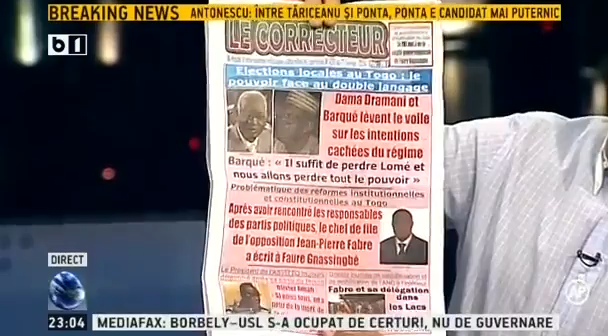 BREAKING NEWS
ANTONESCU: ÎNTRE TĂRICEANU ŞI PONTA, PONTA E CANDIDAT MAI PUTERNIC
b1
LE CORRECTEUR
Elections locales au Togo : le
pouvoir face au double langage
Dama Dramani et
Barqué lèvent le voile
sur les intentions
cachées du régime
Barqué : « Il suffit de perdre Lomé et
nous allons perdre tout le pouvoir »
Problématique des réformes institutionnelles
et constitutionnelles au Togo
Après avoir rencontré les responsables
des partis politiques, le chef de file
de l'opposition Jean-Pierre Fabre
a écrit à Faure Gnassingbé
Fabre et sa délégation
dans
les Lacs
DIRECT
23:04
MEDIAFAX: BORBELY-USL S-A OCUPAT DE CERTURI, NU DE GUVERNARE